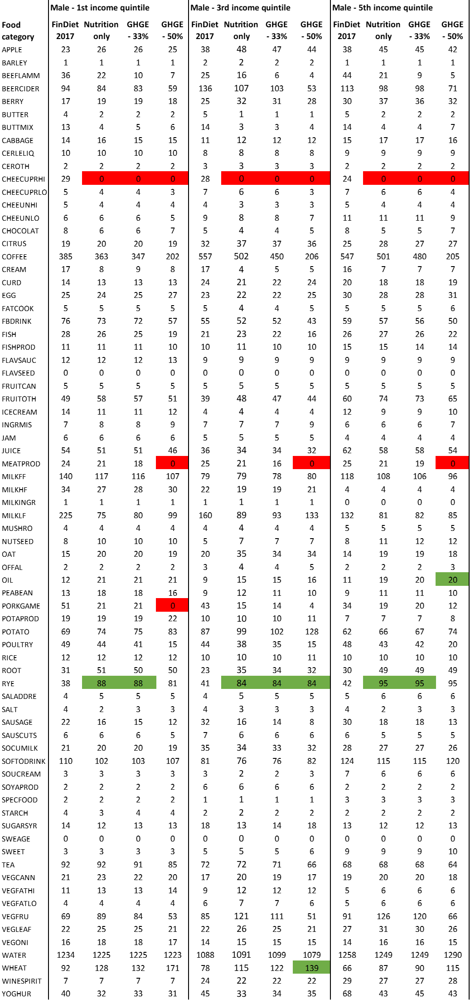 Male - 1st income quintile Male - 3rd income quintile Male - 5th income quintile
Food FinDiet Nutrition GHGE GHGE FinDiet Nutrition GHGE GHGE FinDiet Nutrition GHGE GHGE
category 2017 only - 33% - 50% 2017 only - 33% - 50% 2017 only - 33% - 50%
APPLE 23 26 26 25 38 48 47 44 38 45 45 42
BARLEY 1 1 1 1 2 2 2 2 1 1 1 1
BEEFLAMM 36 22 10 7 25 16 6 4 44 21 9 5
BEERCIDER 94 84 83 59 136 107 103 53 113 98 98 71
BERRY 17 19 19 18 25 32 31 28 30 37 36 32
BUTTER 4 2 2 2 5 1 1 1 5 2 2 2
BUTTMIX 13 4 5 6 14 3 3 4 14 4 4 7
CABBAGE 14 16 15 15 11 12 12 12 15 17 17 16
CERLELIQ 10 10 10 10 8 8 8 8 9 9 9 9
CEROTH 2 2 2 2 3 3 3 3 2 2 2 2
CHEECUPRHI 29 0 0 0 28 0 0 0 24 0 0 0
CHEECUPRLO 5 4 4 3 7 6 6 3 7 6 6 4
CHEEUNHI 5 4 4 4 4 3 3 3 5 4 4 4
CHEEUNLO 6 6 6 5 9 8 8 7 11 11 11 9
CHOCOLAT 8 6 6 7 5 4 4 5 8 5 5 7
CITRUS 19 20 20 19 32 37 37 36 25 28 27 27
COFFEE 385 363 347 202 557 502 450 206 547 501 480 205
CREAM 17 8 9 8 17 4 5 5 16 7 7 7
CURD 14 13 13 13 24 21 22 24 20 18 18 19
EGG 25 24 25 27 23 22 22 25 30 28 28 31
FATCOOK 5 5 5 5 5 4 4 5 5 5 5 6
FBDRINK 76 73 72 57 55 52 52 43 59 57 56 50
FISH 28 26 25 19 21 23 22 16 26 27 26 22
FISHPROD 11 11 11 10 10 11 10 10 15 15 14 14
FLAVSAUC 12 12 12 13 9 9 9 9 9 9 9 9
FLAVSEED 0 0 0 0 0 0 0 0 0 0 0 0
FRUITCAN 5 5 5 5 5 5 5 5 5 5 5 5
FRUITOTH 49 58 57 51 39 48 47 44 60 74 73 65
ICECREAM 14 11 11 12 4 4 4 4 12 9 9 10
INGRMIS 7 8 8 9 7 7 7 9 6 6 6 7
JAM 6 6 6 6 5 5 5 5 4 4 4 4
JUICE 54 51 51 46 36 34 34 32 62 58 58 54
MEATPROD 24 21 18 0 25 21 16 0 25 21 19 0
MILKFF 140 117 116 107 79 79 78 80 118 108 106 96
MILKHF 34 27 28 30 22 19 19 21 4 4 4 4
MILKINGR 1 1 1 1 1 1 1 1 0 0 0 0
MILKLF 225 75 80 99 160 89 93 133 132 81 82 85
MUSHRO 4 4 4 4 4 4 4 4 5 5 5 5
NUTSEED 8 10 10 10 5 7 7 7 8 11 12 12
OAT 15 20 20 19 20 35 34 34 14 19 19 18
OFFAL 2 2 2 2 3 4 4 5 2 2 2 3
OIL 12 21 21 21 9 15 15 16 11 19 20 20
PEABEAN 13 18 18 16 9 12 11 10 9 11 11 10
PORKGAME 51 21 21 0 43 15 14 4 34 19 20 12
POTAPROD 19 19 19 22 10 10 10 11 7 7 7 8
POTATO 69 74 75 83 87 99 102 128 62 66 67 74
POULTRY 49 44 41 15 44 38 35 15 48 43 42 20
RICE 12 12 12 12 10 10 10 11 10 10 10 10
ROOT 31 51 50 50 23 35 34 32 30 49 49 49
RYE 38 88 88 81 41 84 84 84 42 95 95 95
SALADDRE 4 5 5 5 4 5 5 5 5 6 6 6
SALT 4 2 3 3 4 3 3 3 4 2 3 3
SAUSAGE 22 16 15 12 32 16 14 8 30 18 18 13
SAUSCUTS 6 6 6 5 7 6 6 6 6 5 5 5
SOCUMILK 21 20 20 19 35 34 33 32 28 27 27 26
SOFTODRINK 110 102 103 107 81 76 76 82 124 115 115 120
SOUCREAM 3 3 3 3 3 2 2 3 7 6 6 6
SOYAPROD 2 2 2 2 6 6 6 6 2 2 2 2
SPECFOOD 2 2 2 2 1 1 1 1 3 3 3 3
STARCH 4 3 4 4 2 2 2 2 2 2 2 2
SUGARSYR 14 12 13 13 18 13 14 18 13 12 12 13
SWEAGE 0 0 0 0 0 0 0 0 0 0 0 0
SWEET 3 3 3 3 5 5 5 6 9 9 9 10
TEA 92 92 91 85 72 72 71 66 68 68 68 64
VEGCANN 21 23 22 20 17 20 19 17 19 20 20 18
VEGFATHI 11 13 13 14 9 12 12 12 5 6 6 6
VEGFATLO 4 4 4 4 6 7 7 6 5 6 6 6
VEGFRU 69 89 84 53 85 121 111 51 91 126 120 66
VEGLEAF 22 25 25 21 22 26 25 21 27 31 30 26
VEGONI 16 18 18 17 14 15 15 15 14 16 16 15
WATER 1234 1225 1225 1223 1088 1091 1099 1079 1258 1249 1249 1290
WHEAT 92 128 132 171 78 115 122 139 66 87 90 115
WINESPIRIT 7 7 7 7 24 22 22 22 29 27 27 28
YOGHUR 40 32 33 31 45 33 34 35 68 43 45 43